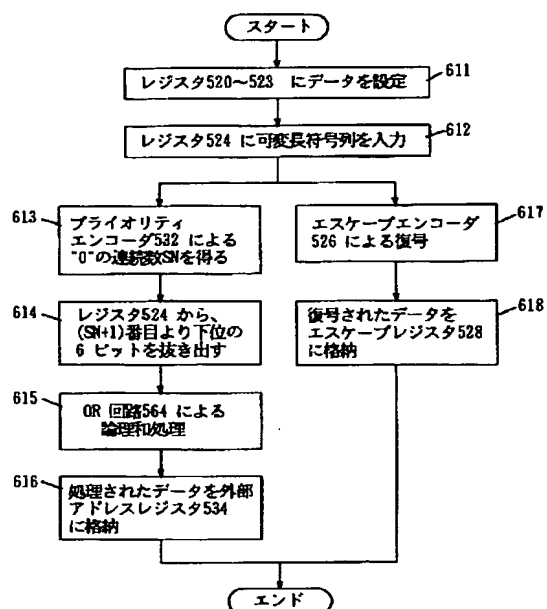 スタート
レジスタ520～523 にデータを設定
611
レジスタ524 に可変長符号列を入力
612
613
プライオリティ
エンコーダ532 による
"0"の連続数SNを得る
617
エスケープエンコーダ
526 による復号
614
レジスタ524 から、
(SN+1)番目より下位の
6 ビットを抜き出す
618
復号されたデータを
エスケープレジスタ528
に格納
615
OR 回路564 による
論理和処理
616
処理されたデータを外部
アドレスレジスタ534
に格納
エンド